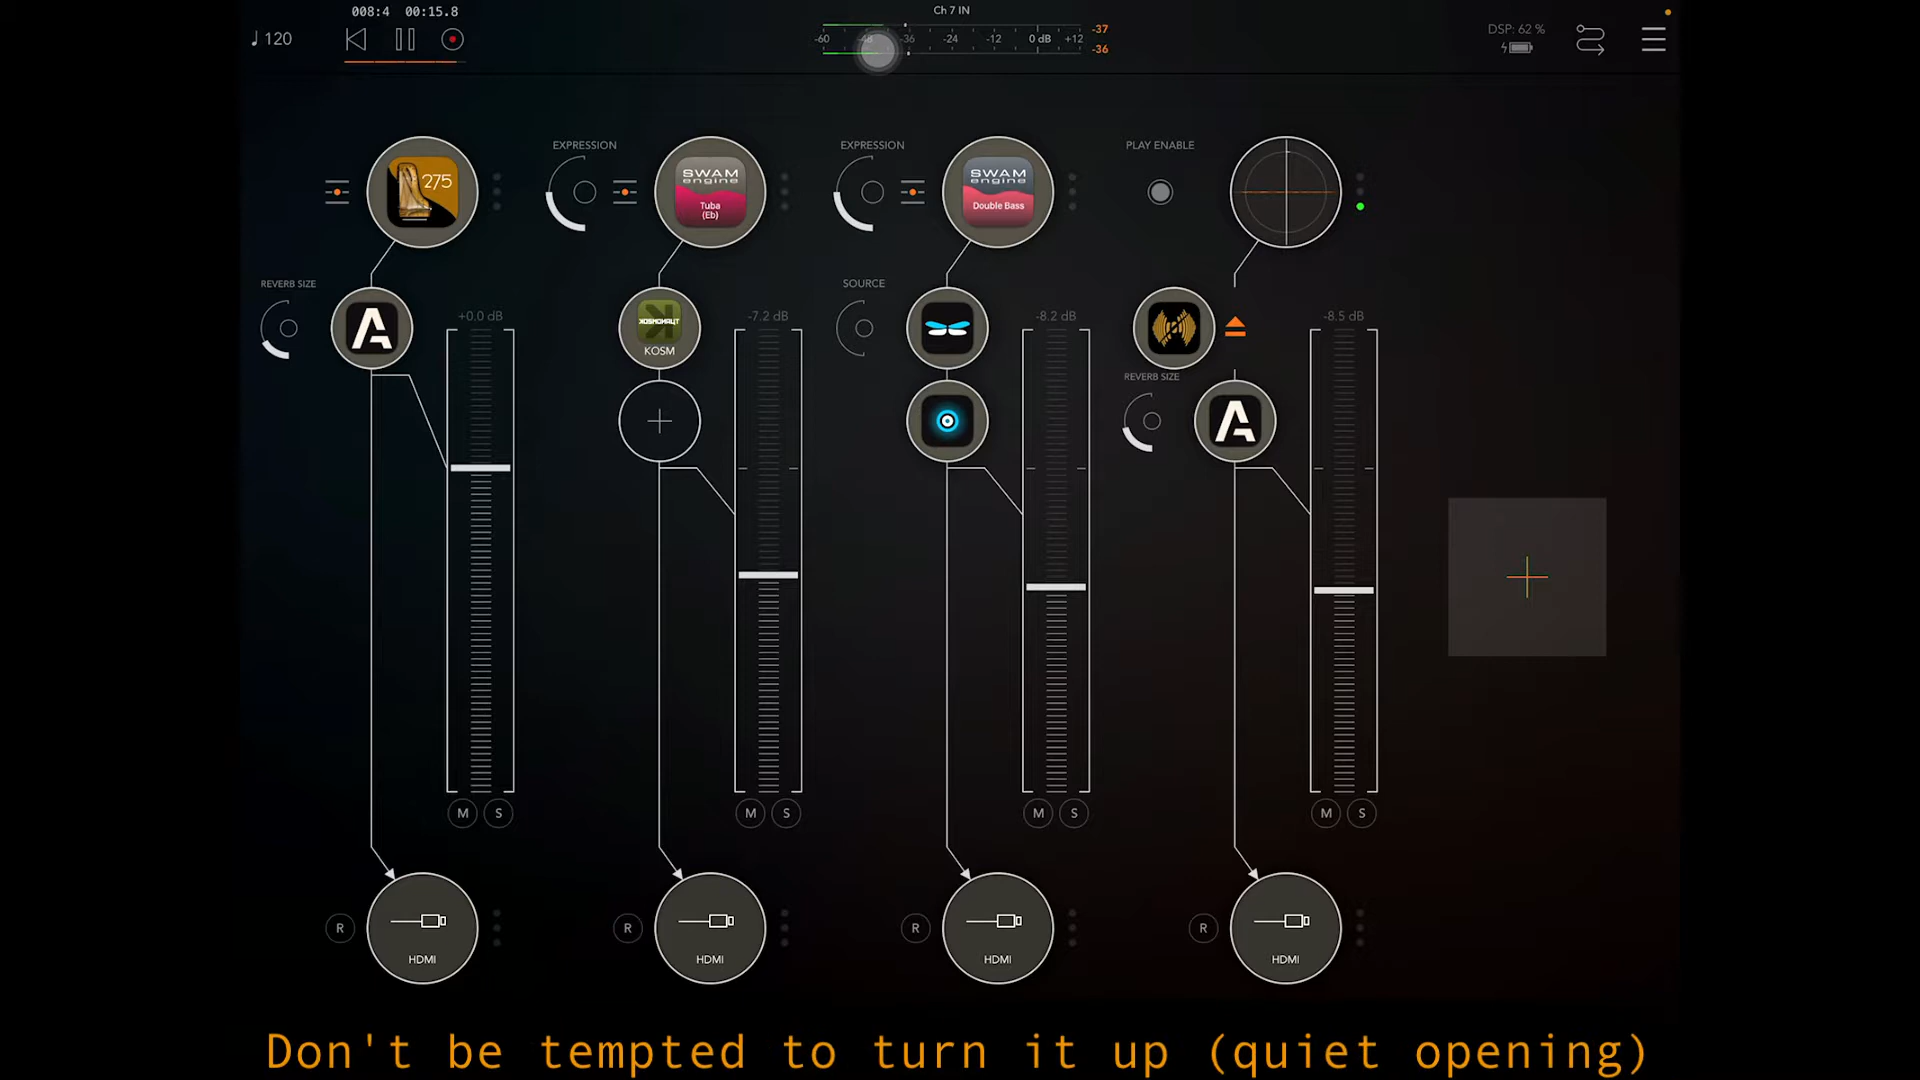 008:4 00:15.8
♩ 120
Ch 7 IN
-60 -48 -36 -24 -12 0 dB +12
-37
-36
DSP: 62 %
EXPRESSION
EXPRESSION
PLAY ENABLE
275
SWAM
engine
Tuba
(Eb)
SWAM
engine
Double Bass
REVERB SIZE
SOURCE
A
KOSMONAUT
KOSM
+0.0 dB
-7.2 dB
-8.2 dB
-8.5 dB
REVERB SIZE
A
M S
M S
M S
M S
R
HDMI
R
HDMI
R
HDMI
R
HDMI
Don't be tempted to turn it up (quiet opening)